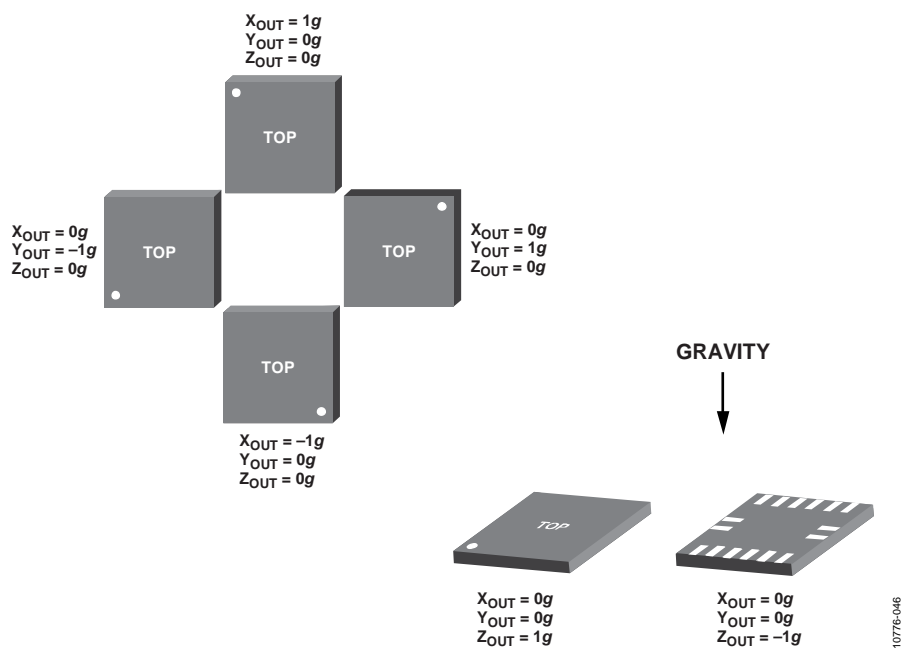 XOUT = 1g
YOUT = 0g
ZOUT = 0g
TOP
XOUT = 0g
YOUT = –1g
ZOUT = 0g
TOP
TOP
XOUT = 0g
YOUT = 1g
ZOUT = 0g
TOP
XOUT = –1g
YOUT = 0g
ZOUT = 0g
GRAVITY
TOP
XOUT = 0g
YOUT = 0g
ZOUT = 1g
XOUT = 0g
YOUT = 0g
ZOUT = –1g
10776-046